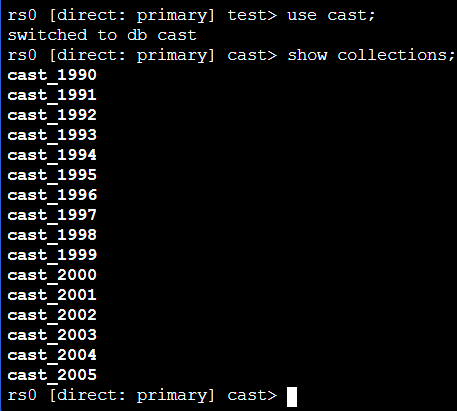 rs0 [direct: primary] test> use cast;
switched to db cast
rs0 [direct: primary] cast> show collections;
cast_1990
cast_1991
cast_1992
cast_1993
cast_1994
cast_1995
cast_1996
cast_1997
cast_1998
cast_1999
cast_2000
cast_2001
cast_2002
cast_2003
cast_2004
cast_2005
rs0 [direct: primary] cast>